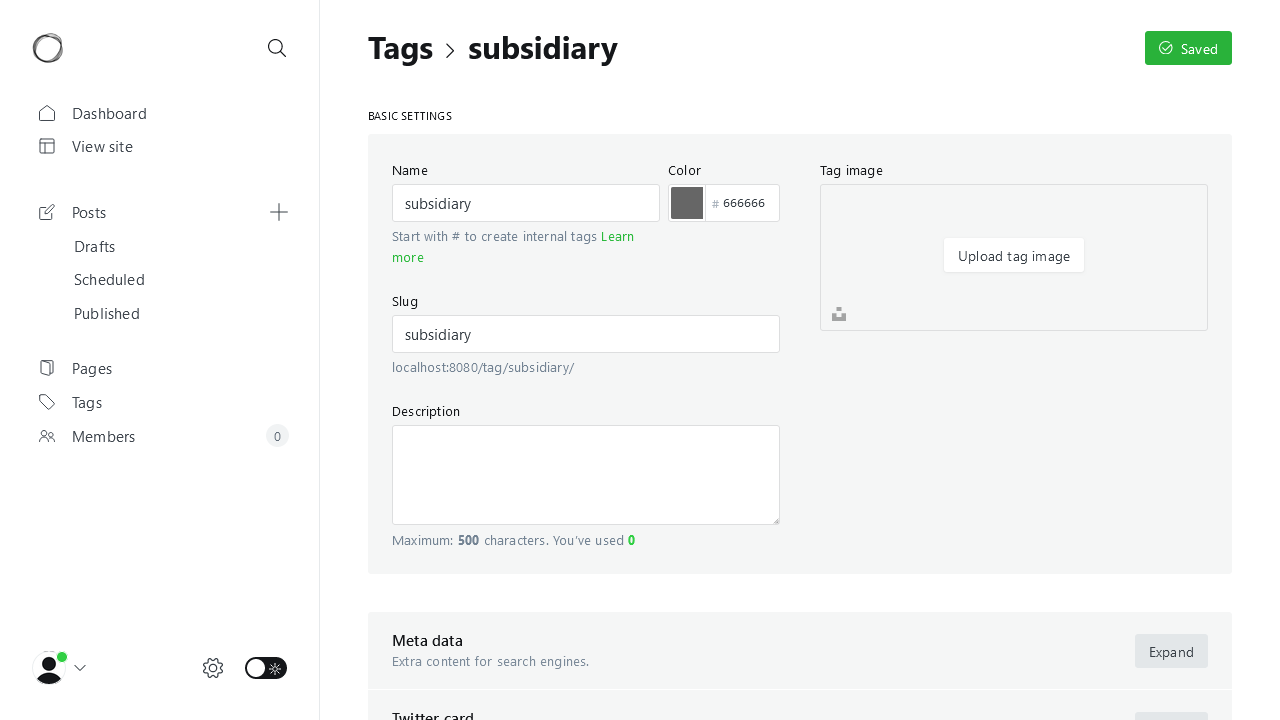 Tags > subsidiary
Saved
Dashboard
View site
Posts
Drafts
Scheduled
Published
Pages
Tags
Members
0
BASIC SETTINGS
Name
subsidiary
Start with # to create internal tags Learn
more
Color
# 666666
Slug
subsidiary
localhost:8080/tag/subsidiary/
Description
Maximum: 500 characters. You've used 0
Tag image
Upload tag image
Meta data
Extra content for search engines.
Expand
Twitter card